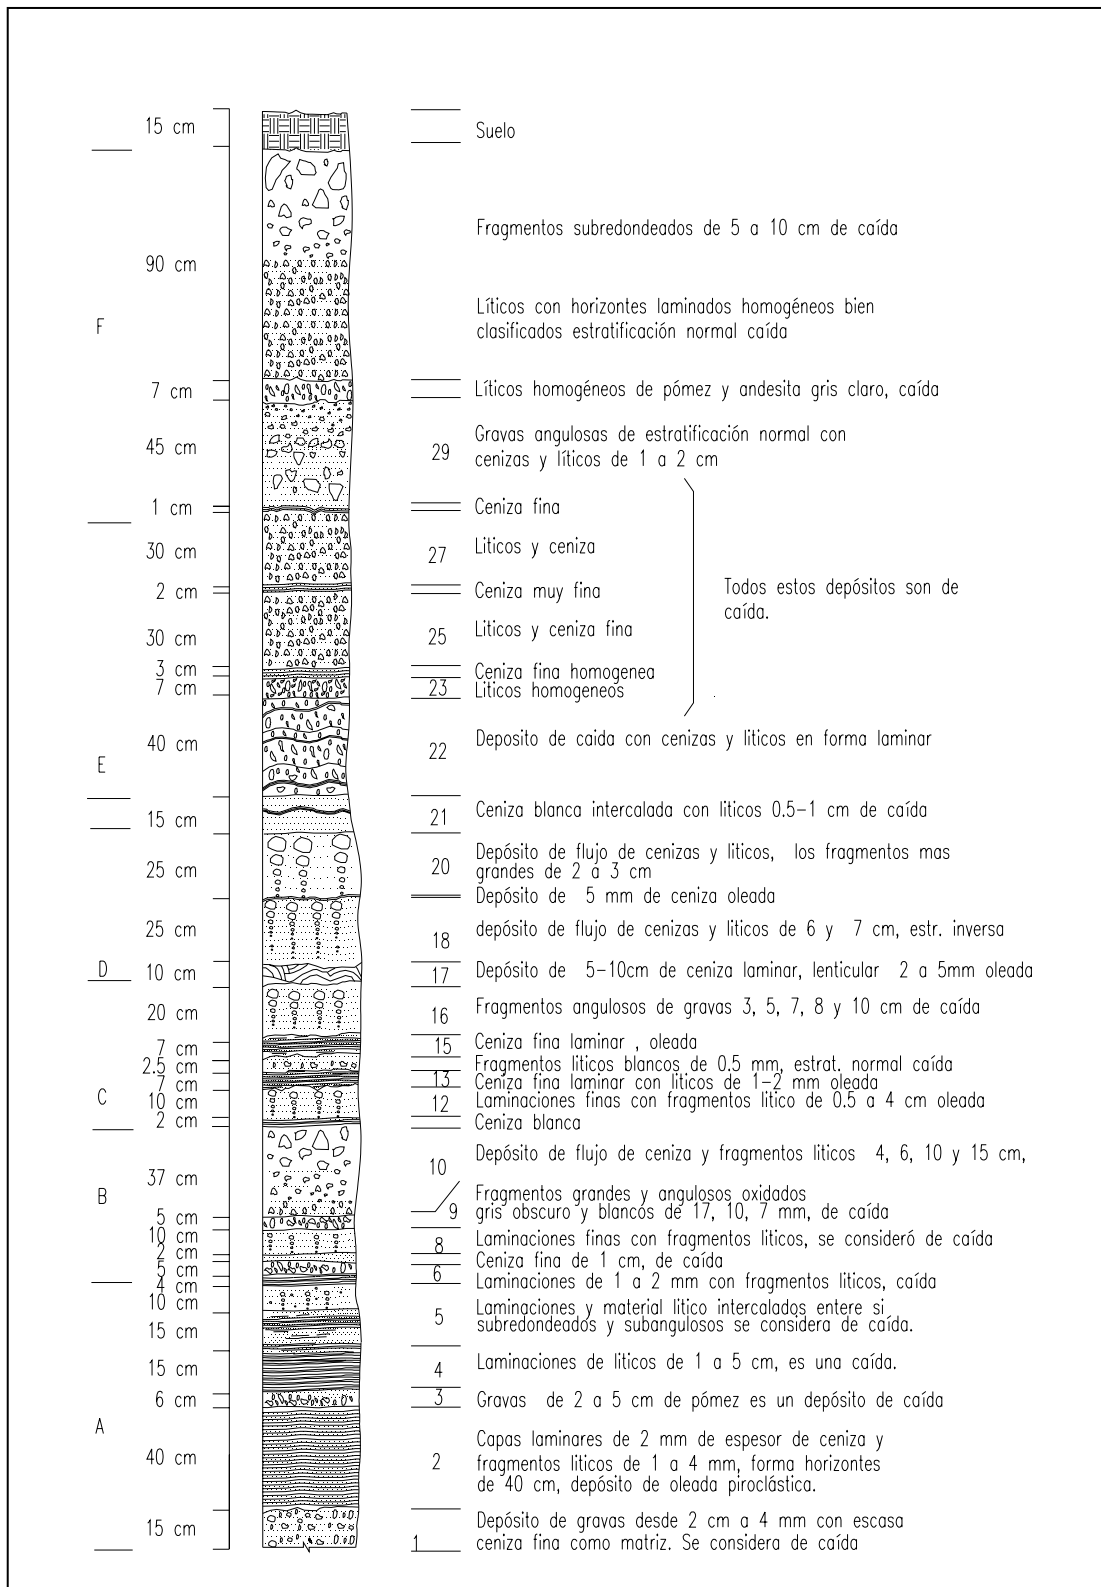 15 cm
Suelo
Fragmentos subredondeados de 5 a 10 cm de caída
90 cm
Líticos con horizontes laminados homogéneos bien
clasificados estratificación normal caída
F
7 cm
Líticos homogéneos de pómez y andesita gris claro, caída
45 cm
29
Gravas angulosas de estratificación normal con
cenizas y líticos de 1 a 2 cm
1 cm
Ceniza fina
30 cm
27
Liticos y ceniza
2 cm
Ceniza muy fina
Todos estos depósitos son de
caída.
30 cm
25
Liticos y ceniza fina
3 cm
Ceniza fina homogenea
7 cm
23
Liticos homogeneos
40 cm
22
Deposito de caida con cenizas y liticos en forma laminar
E
15 cm
21
Ceniza blanca intercalada con liticos 0.5-1 cm de caída
25 cm
20
Depósito de flujo de cenizas y liticos, los fragmentos mas
grandes de 2 a 3 cm
Depósito de 5 mm de ceniza oleada
25 cm
18
depósito de flujo de cenizas y liticos de 6 y 7 cm, estr. inversa
D
10 cm
17
Depósito de 5-10cm de ceniza laminar, lenticular 2 a 5mm oleada
20 cm
16
Fragmentos angulosos de gravas 3, 5, 7, 8 y 10 cm de caída
7 cm
15
Ceniza fina laminar , oleada
2.5 cm
Fragmentos liticos blancos de 0.5 mm, estrat. normal caída
7 cm
13
Ceniza fina laminar con liticos de 1-2 mm oleada
C
10 cm
12
Laminaciones finas con fragmentos litico de 0.5 a 4 cm oleada
2 cm
Ceniza blanca
37 cm
10
Depósito de flujo de ceniza y fragmentos liticos 4, 6, 10 y 15 cm,
B
5 cm
9
Fragmentos grandes y angulosos oxidados
gris obscuro y blancos de 17, 10, 7 mm, de caída
10 cm
8
Laminaciones finas con fragmentos liticos, se consideró de caída
2 cm
Ceniza fina de 1 cm, de caída
5 cm
6
Laminaciones de 1 a 2 mm con fragmentos liticos, caída
4 cm
10 cm
5
Laminaciones y material litico intercalados entere si
subredondeados y subangulosos se considera de caída.
15 cm
15 cm
4
Laminaciones de liticos de 1 a 5 cm, es una caída.
6 cm
3
Gravas de 2 a 5 cm de pómez es un depósito de caída
A
40 cm
2
Capas laminares de 2 mm de espesor de ceniza y
fragmentos liticos de 1 a 4 mm, forma horizontes
de 40 cm, depósito de oleada piroclástica.
15 cm
1
Depósito de gravas desde 2 cm a 4 mm con escasa
ceniza fina como matriz. Se considera de caída